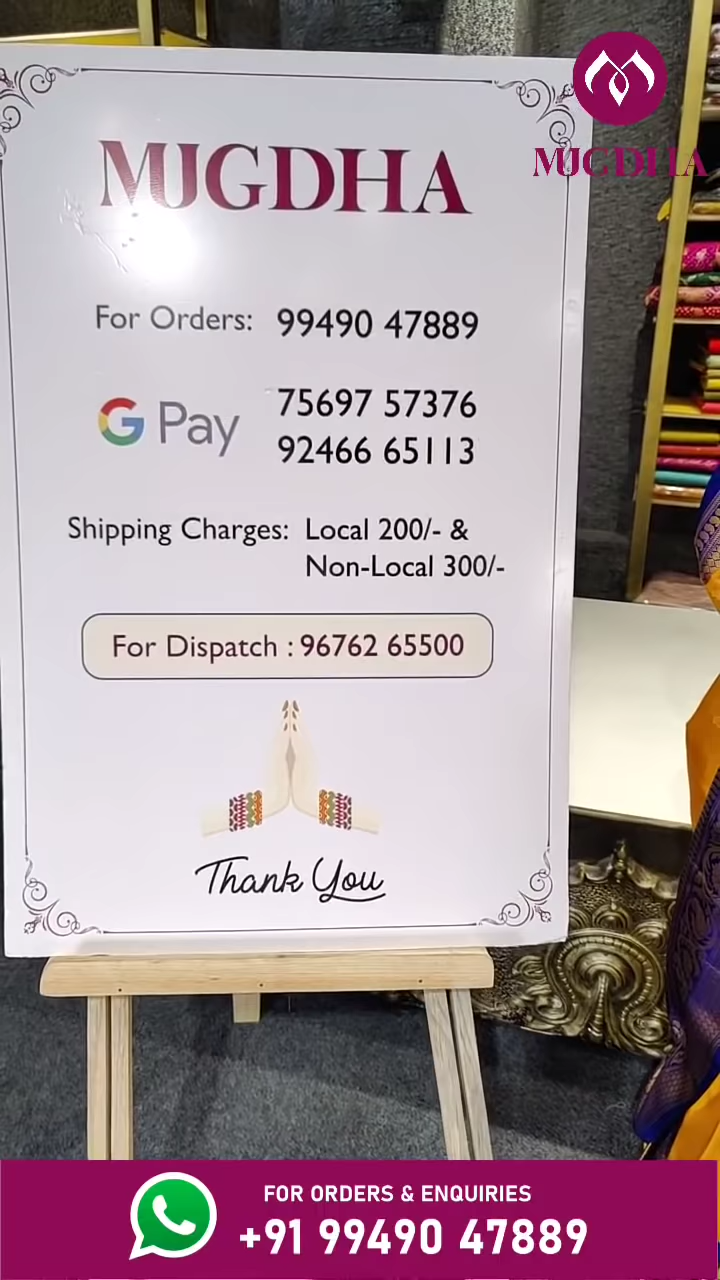 MUGDHA
MUGDHA
For Orders: 99490 47889
G Pay 75697 57376
92466 65113
Shipping Charges: Local 200/- &
Non-Local 300/-
For Dispatch : 96762 65500
Thank You
FOR ORDERS & ENQUIRIES
+91 99490 47889